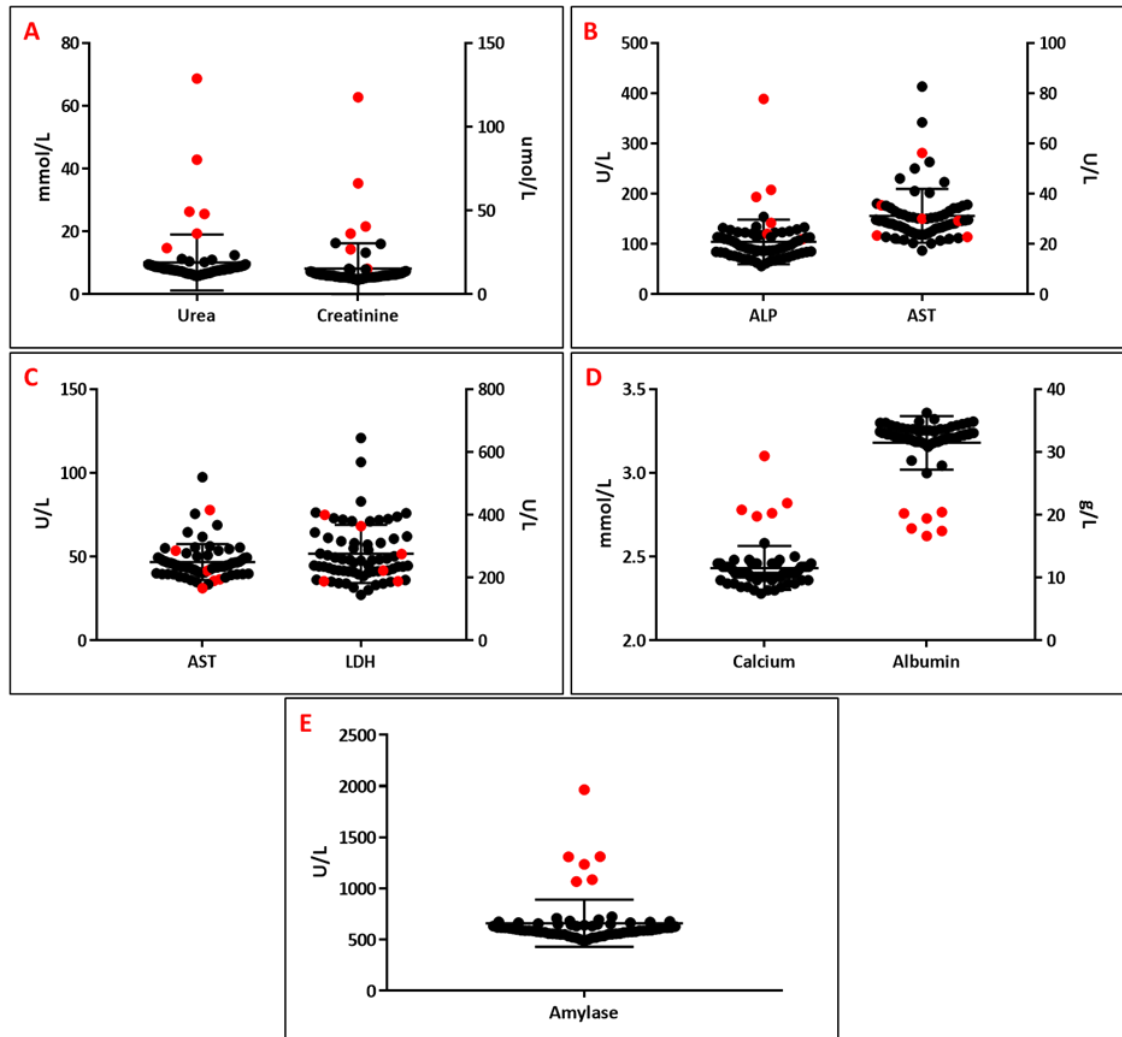 A
80
60
40
20
0
mmol/L
150
100
50
0
umol/L
Urea
Creatinine
B
500
400
300
200
100
0
U/L
100
80
60
40
20
0
U/L
ALP
AST
C
150
100
50
0
U/L
800
600
400
200
0
U/L
AST
LDH
D
3.5
3.0
2.5
2.0
mmol/L
40
30
20
10
0
g/L
Calcium
Albumin
E
2500
2000
1500
1000
500
0
U/L
Amylase